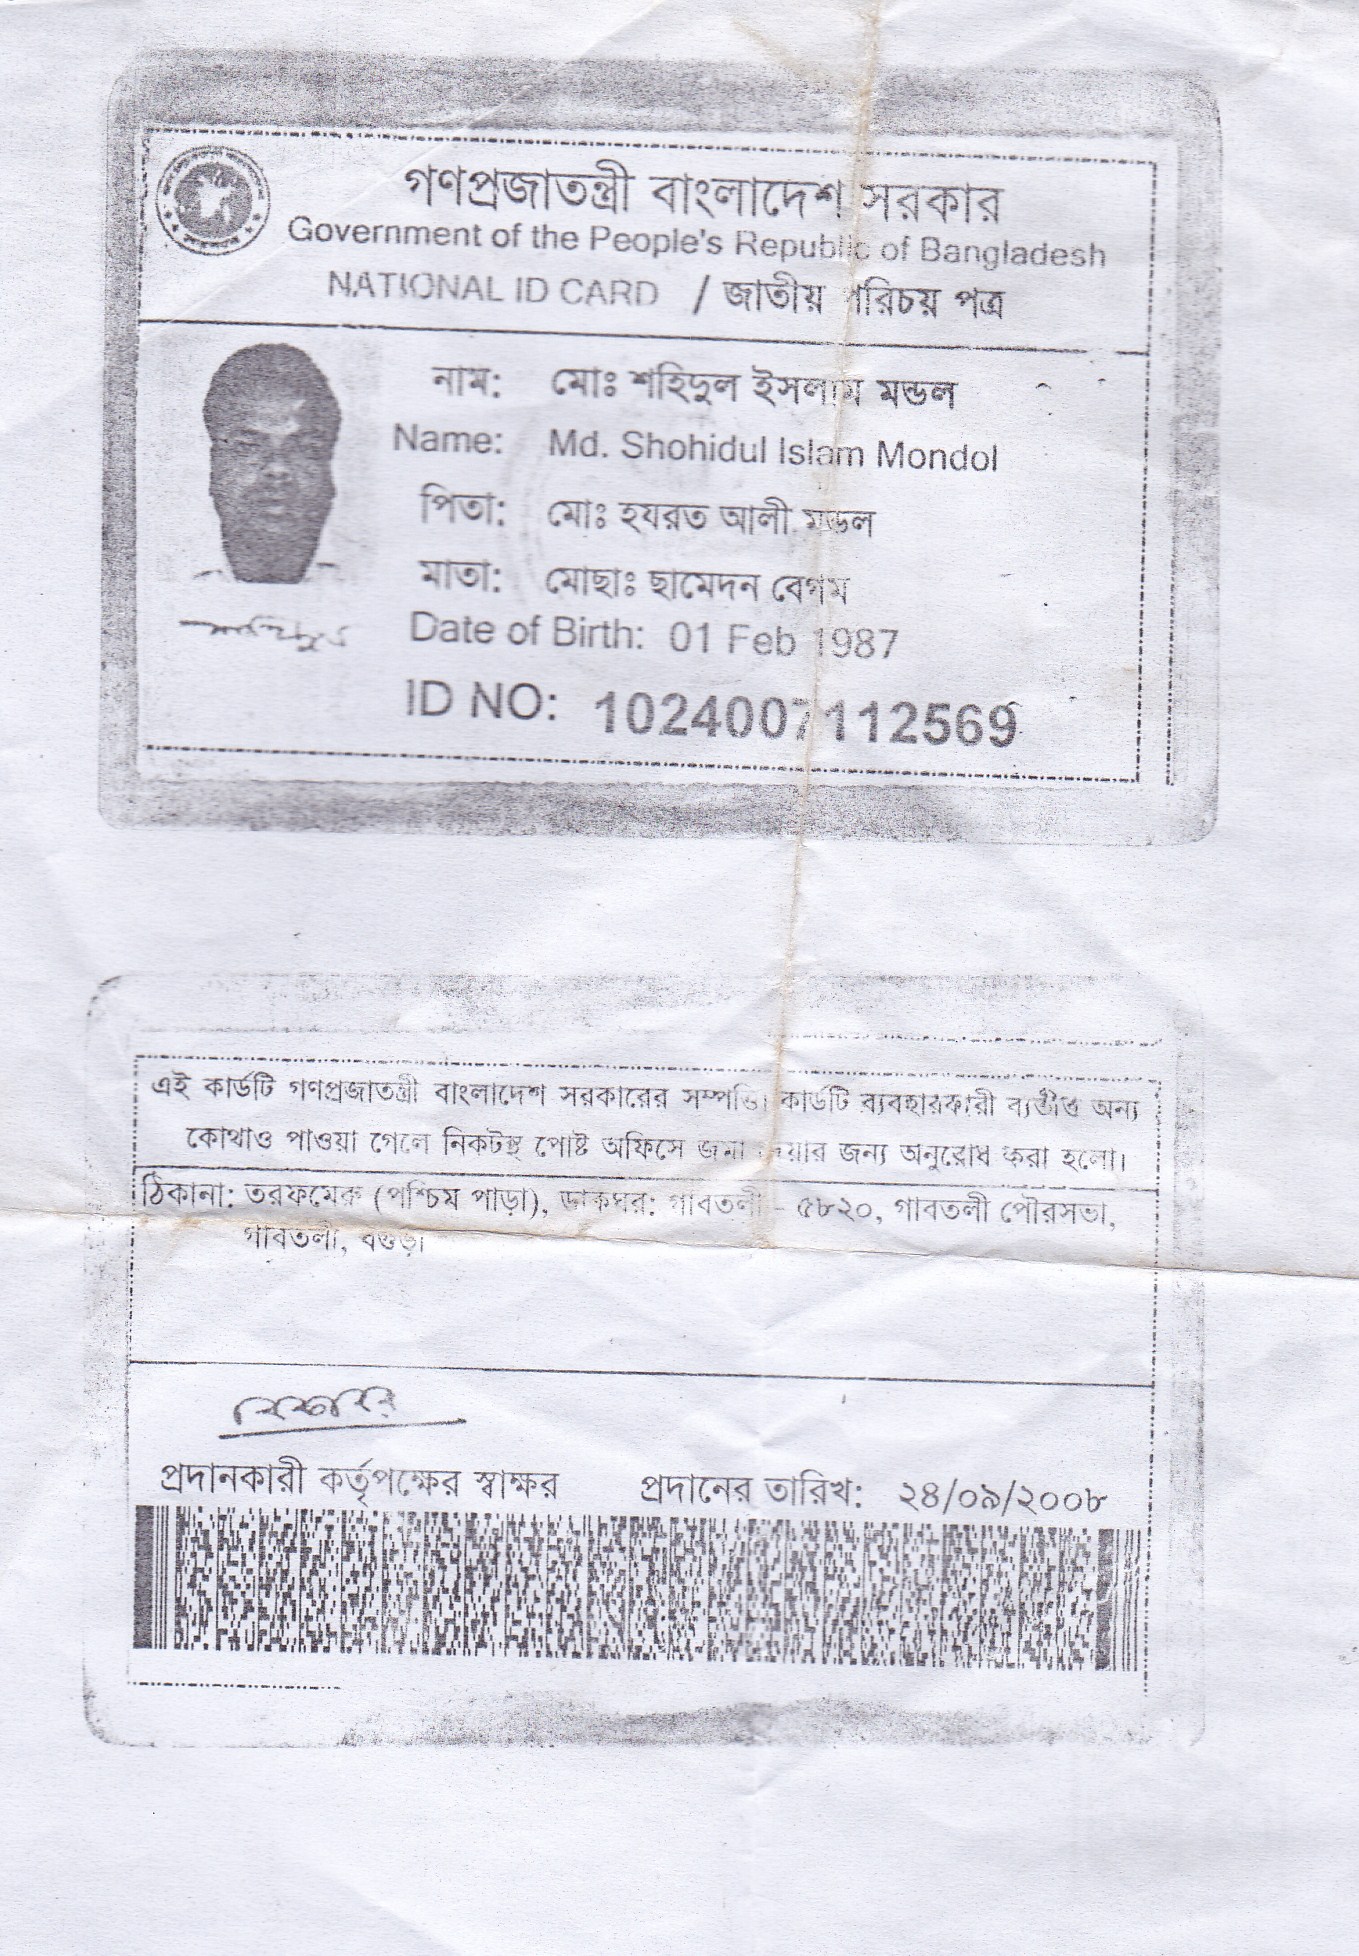 গণপ্রজাতন্ত্রী বাংলাদেশ সরকার
Government of the People's Republic of Bangladesh
NATIONAL ID CARD / জাতীয় পরিচয় পত্র
নাম: মোঃ শহিদুল ইসলাম মন্ডল
Name: Md. Shohidul Islam Mondol
পিতা: মোঃ হযরত আলী মন্ডল
মাতা: মোছাঃ ছামেদন বেগম
Date of Birth: 01 Feb 1987
ID NO: 1024007112569
এই কার্ডটি গণপ্রজাতন্ত্রী বাংলাদেশ সরকারের সম্পত্তি। কার্ডটি ব্যবহারকারী ব্যতীত অন্য
কোথাও পাওয়া গেলে নিকটস্থ পোষ্ট অফিসে জমা দেয়ার জন্য অনুরোধ করা হলো।
ঠিকানা: তরফমেরু (পশ্চিম পাড়া), ডাকঘর: গাবতলী - ৫৮২০, গাবতলী পৌরসভা,
গাবতলী, বগুড়া
প্রদানকারী কর্তৃপক্ষের স্বাক্ষর প্রদানের তারিখ: ২৪/০৯/২০০৮